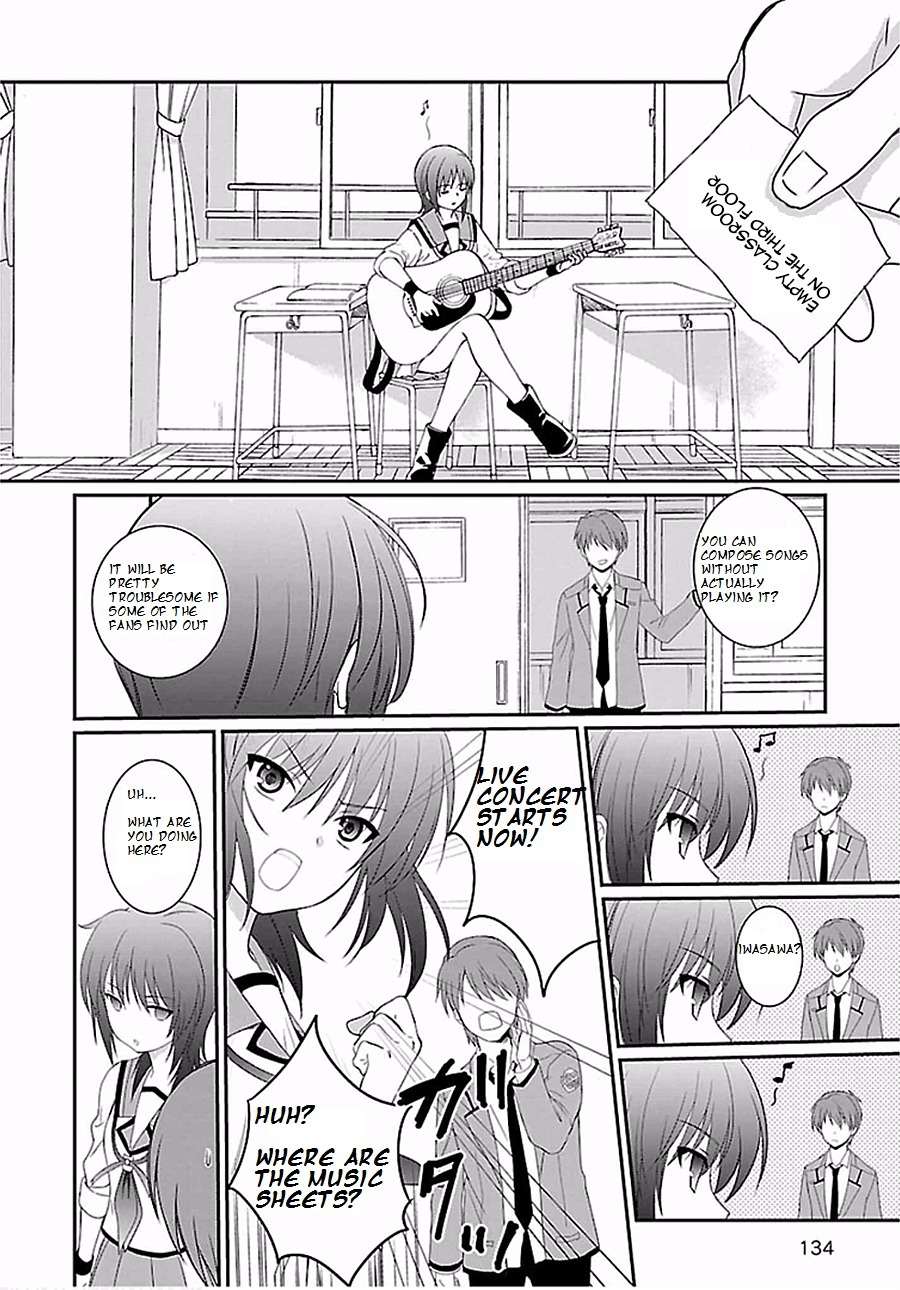 EMPTY CLASSROOM
ON THE THIRD FLOOR
YOU CAN
COMPOSE SONGS
WITHOUT
ACTUALLY
PLAYING IT?
IT WILL BE
PRETTY
TROUBLESOME IF
SOME OF THE
FANS FIND OUT
IWASAWA?
LIVE
CONCERT
STARTS
NOW!
ガタッ
HUH?
WHERE ARE
THE MUSIC
SHEETS?
UH...
WHAT ARE
YOU DOING
HERE?
134